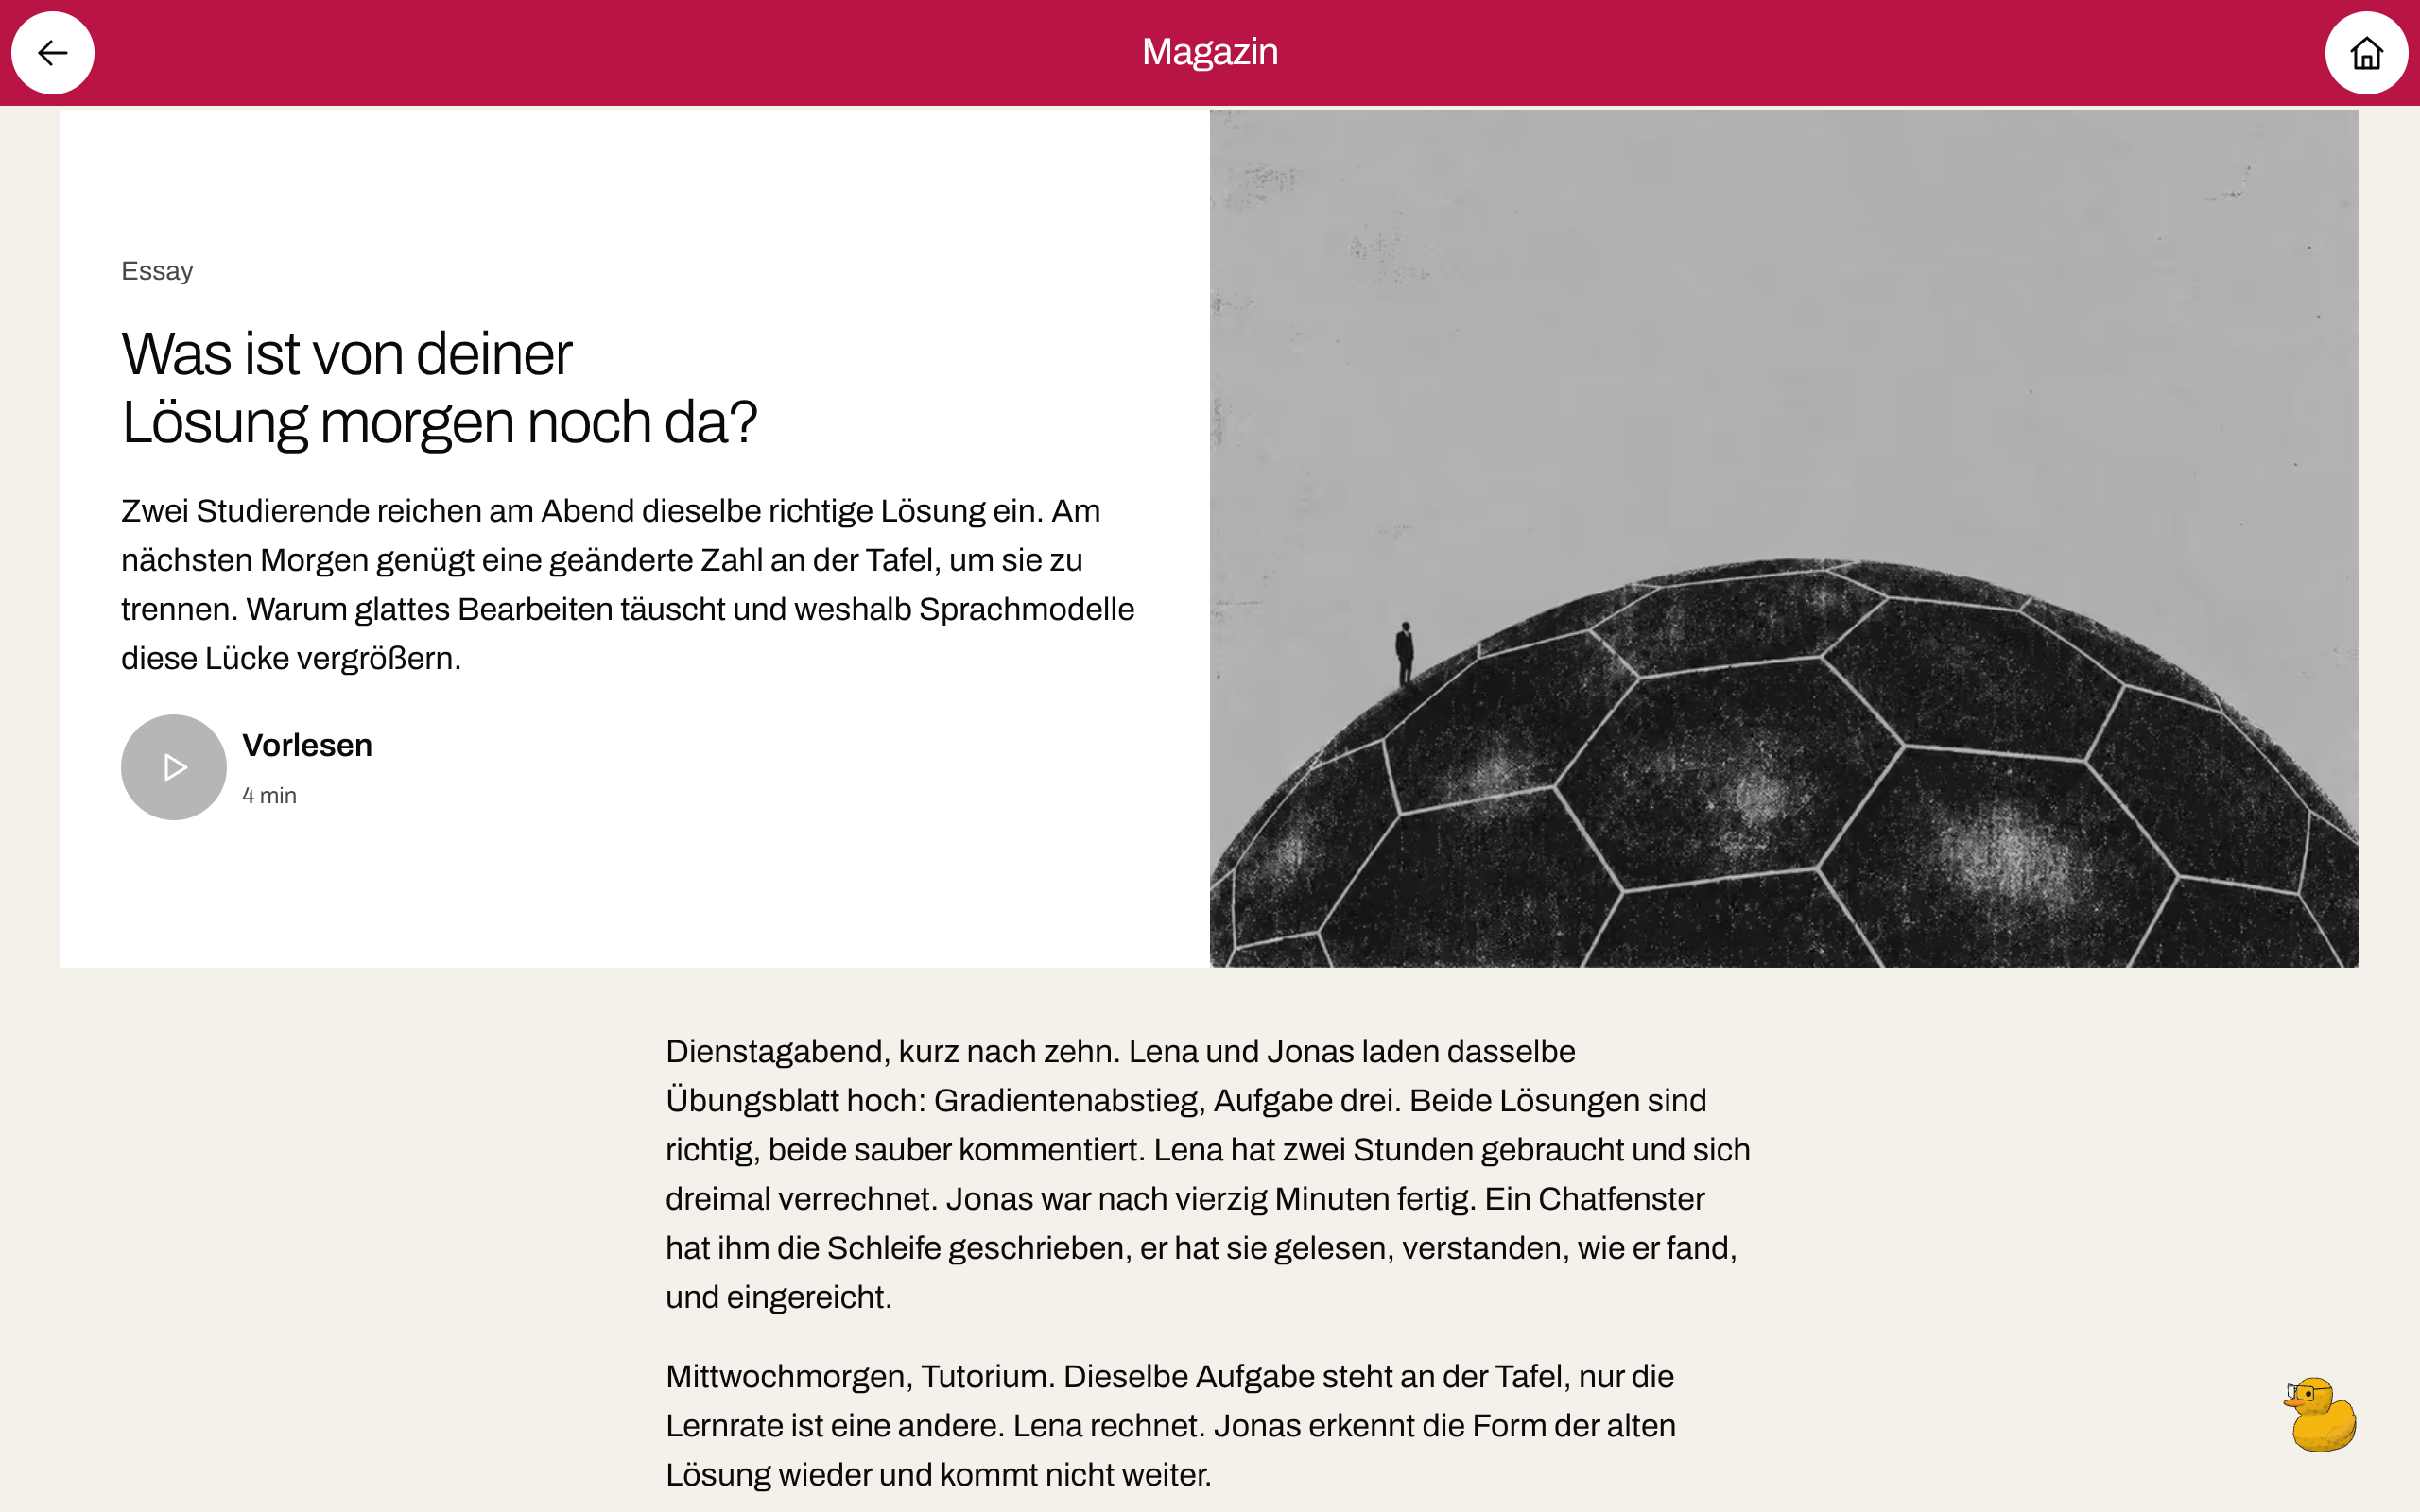 Magazin
Essay
Was ist von deiner
Lösung morgen noch da?
Zwei Studierende reichen am Abend dieselbe richtige Lösung ein. Am
nächsten Morgen genügt eine geänderte Zahl an der Tafel, um sie zu
trennen. Warum glattes Bearbeiten täuscht und weshalb Sprachmodelle
diese Lücke vergrößern.
Vorlesen
4 min
Dienstagabend, kurz nach zehn. Lena und Jonas laden dasselbe
Übungsblatt hoch: Gradientenabstieg, Aufgabe drei. Beide Lösungen sind
richtig, beide sauber kommentiert. Lena hat zwei Stunden gebraucht und sich
dreimal verrechnet. Jonas war nach vierzig Minuten fertig. Ein Chatfenster
hat ihm die Schleife geschrieben, er hat sie gelesen, verstanden, wie er fand,
und eingereicht.
Mittwochmorgen, Tutorium. Dieselbe Aufgabe steht an der Tafel, nur die
Lernrate ist eine andere. Lena rechnet. Jonas erkennt die Form der alten
Lösung wieder und kommt nicht weiter.